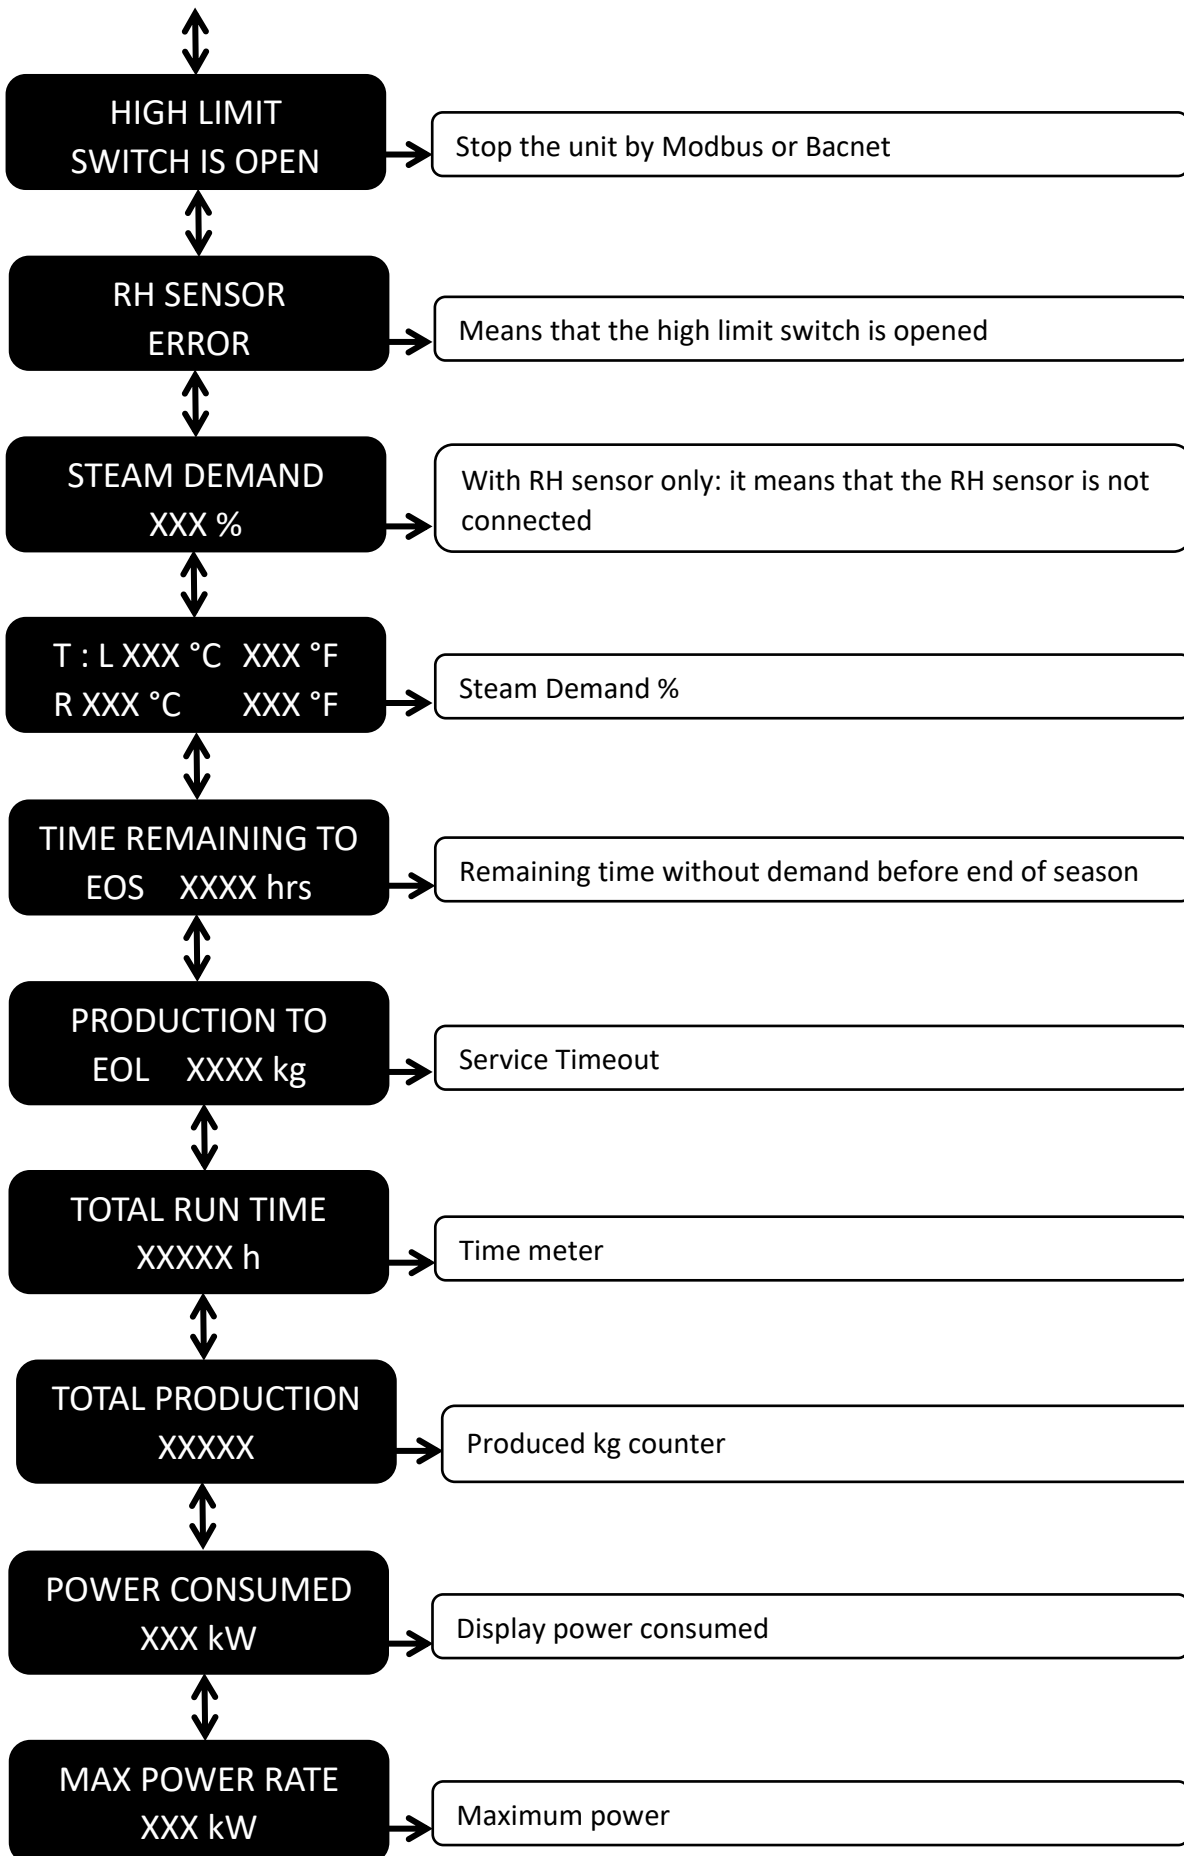 HIGH LIMIT
SWITCH IS OPEN
Stop the unit by Modbus or Bacnet
RH SENSOR
ERROR
Means that the high limit switch is opened
STEAM DEMAND
XXX %
With RH sensor only: it means that the RH sensor is not
connected
T : L XXX °C XXX °F
R XXX °C XXX °F
Steam Demand %
TIME REMAINING TO
EOS XXXX hrs
Remaining time without demand before end of season
PRODUCTION TO
EOL XXXX kg
Service Timeout
TOTAL RUN TIME
XXXXX h
Time meter
TOTAL PRODUCTION
XXXXX
Produced kg counter
POWER CONSUMED
XXX kW
Display power consumed
MAX POWER RATE
XXX kW
Maximum power